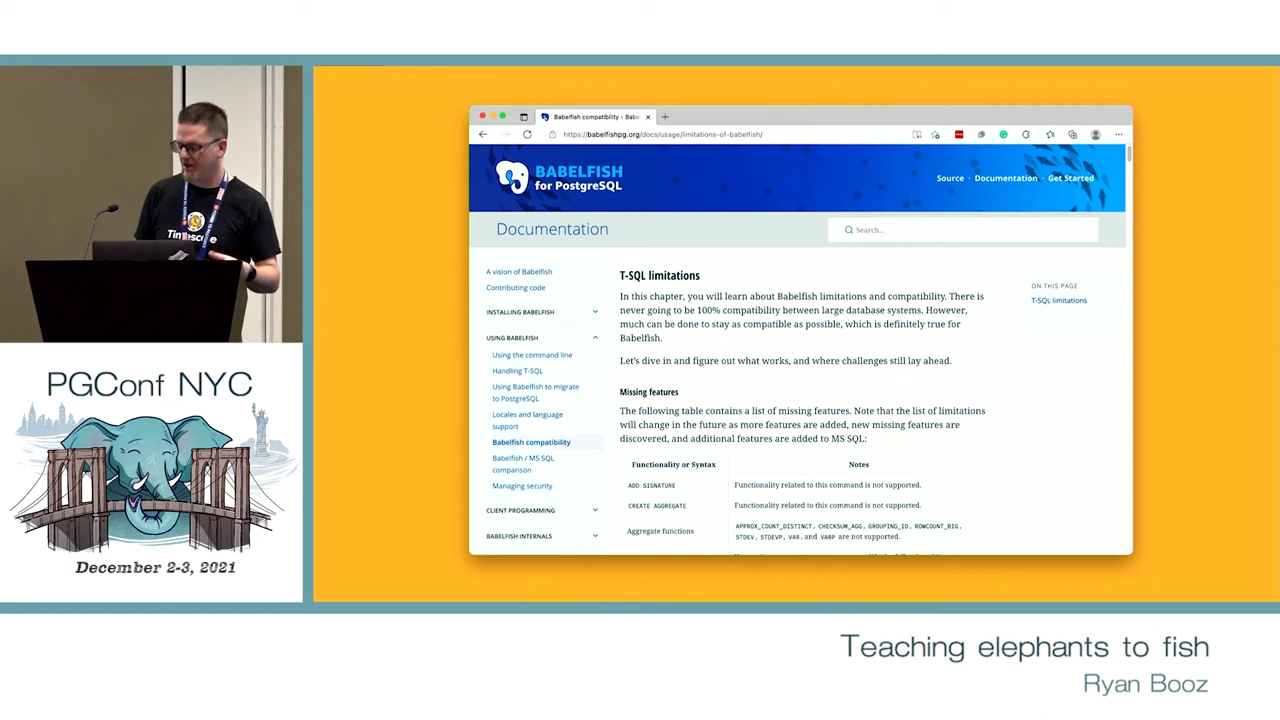 Timescale
PGConf NYC
December 2-3, 2021
Babelfish compatibility - Babe
https://babelfishpg.org/docs/usage/limitations-of-babelfish/
BABELFISH
for PostgreSQL
Source · Documentation · Get Started
Documentation
Search...
A vision of Babelfish
Contributing code
INSTALLING BABELFISH
USING BABELFISH
Using the command line
Handling T-SQL
Using Babelfish to migrate
to PostgreSQL
Locales and language
support
Babelfish compatibility
Babelfish / MS SQL
comparison
Managing security
CLIENT PROGRAMMING
BABELFISH INTERNALS
T-SQL limitations
In this chapter, you will learn about Babelfish limitations and compatibility. There is
never going to be 100% compatibility between large database systems. However,
much can be done to stay as compatible as possible, which is definitely true for
Babelfish.
Let's dive in and figure out what works, and where challenges still lay ahead.
Missing features
The following table contains a list of missing features. Note that the list of limitations
will change in the future as more features are added, new missing features are
discovered, and additional features are added to MS SQL:
Functionality or Syntax Notes
ADD SIGNATURE Functionality related to this command is not supported.
CREATE AGGREGATE Functionality related to this command is not supported.
Aggregate functions APPROX_COUNT_DISTINCT, CHECKSUM_AGG, GROUPING_ID, ROWCOUNT_BIG,
STDEV, STDEVP, VAR, and VARP are not supported.
ON THIS PAGE
T-SQL limitations
Teaching elephants to fish
Ryan Booz